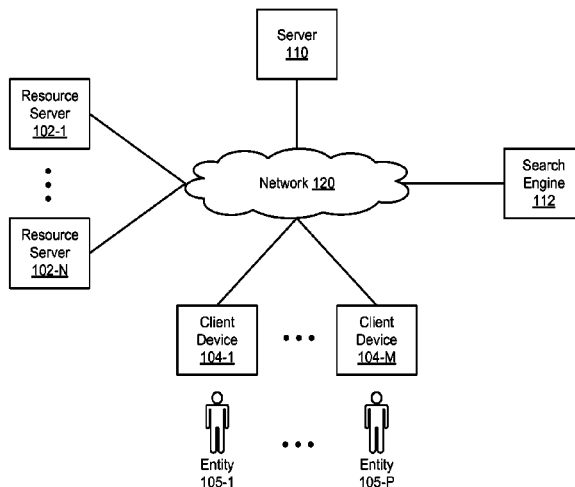 Server
110
Resource
Server
102-1
Network 120
Search
Engine
112
Resource
Server
102-N
Client
Device
104-1
Client
Device
104-M
Entity
105-1
Entity
105-P